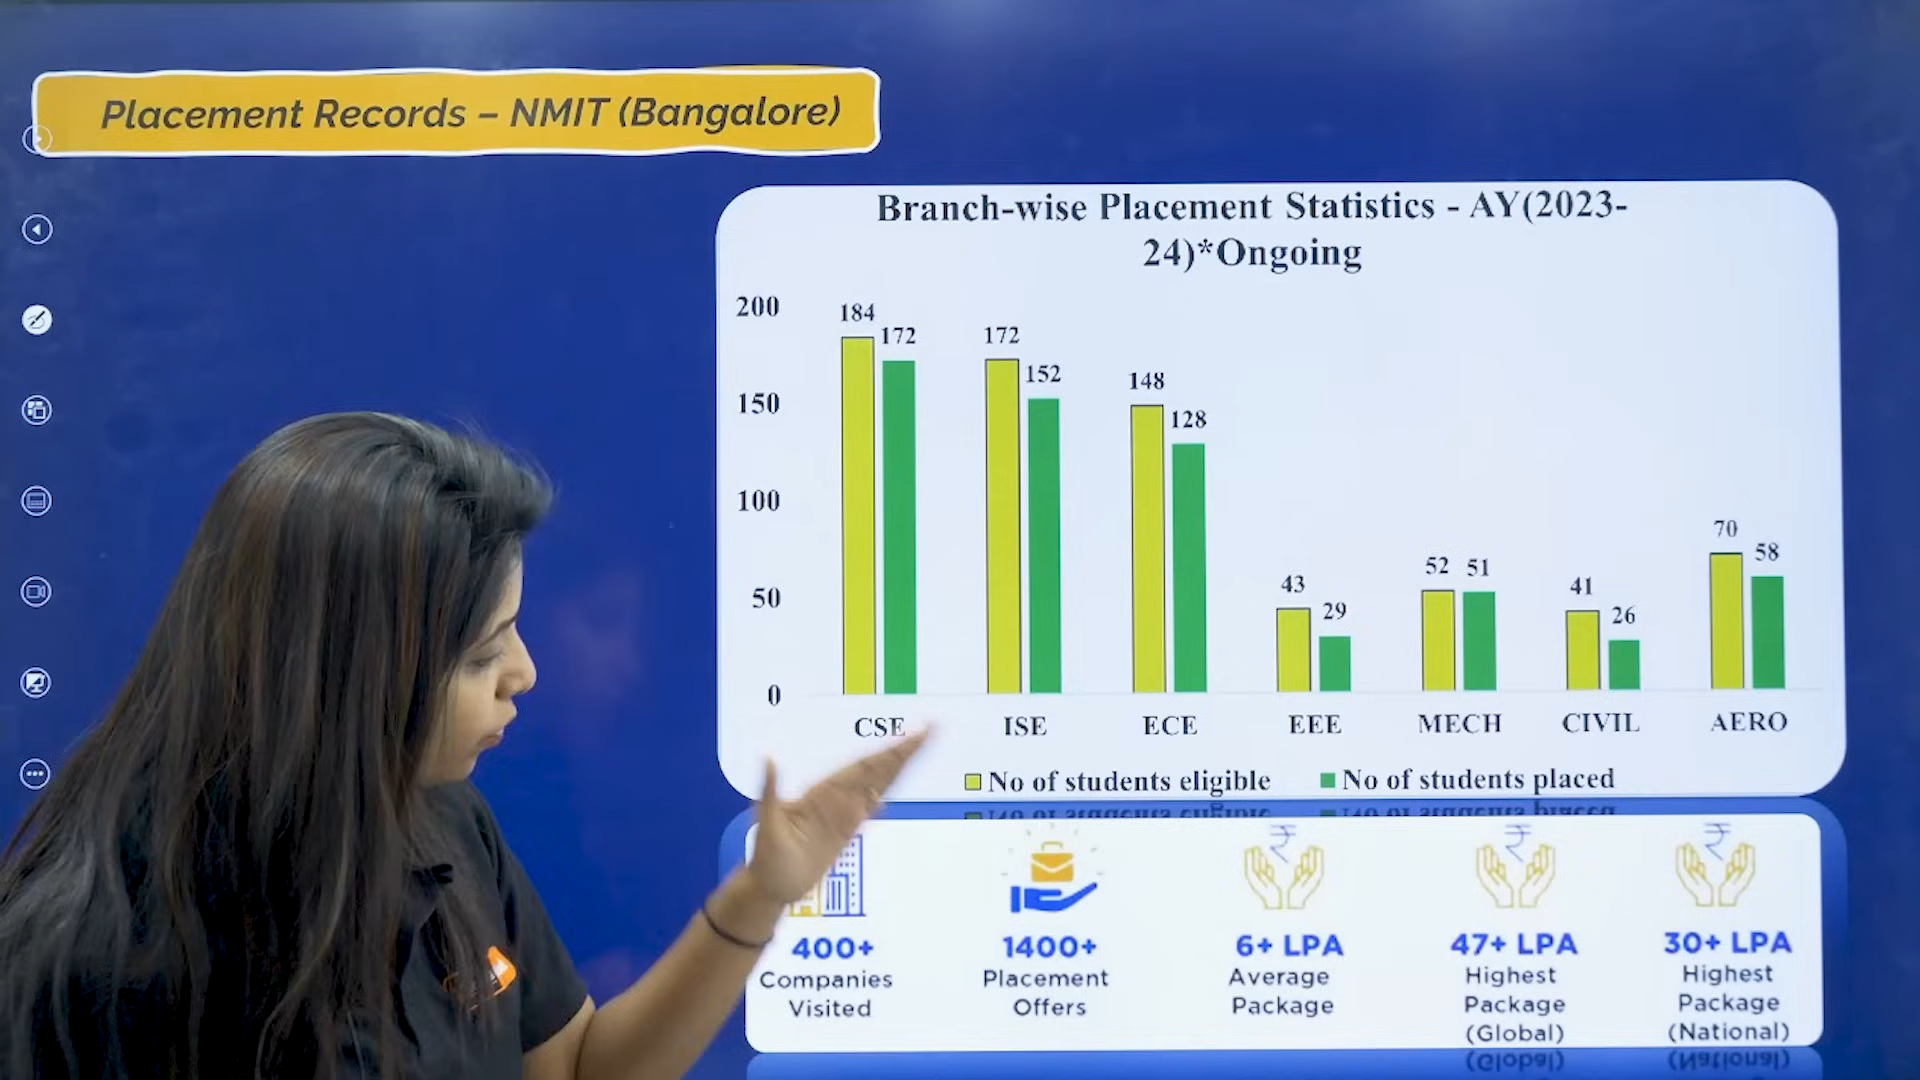 Placement Records – NMIT (Bangalore)
Branch-wise Placement Statistics - AY(2023-
24)*Ongoing
200
150
100
50
0
184
172
172
152
148
128
43
29
52
51
41
26
70
58
CSE
ISE
ECE
EEE
MECH
CIVIL
AERO
No of students eligible
No of students placed
400+
Companies
Visited
1400+
Placement
Offers
6+ LPA
Average
Package
47+ LPA
Highest
Package
(Global)
30+ LPA
Highest
Package
(National)